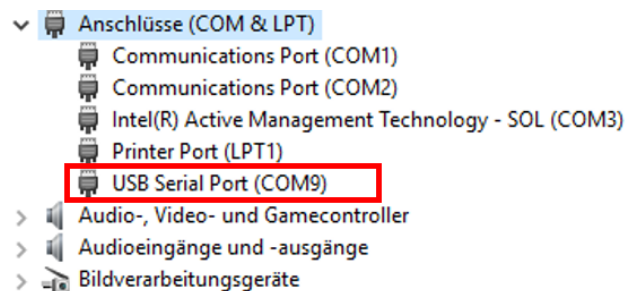 Anschlüsse (COM & LPT)
Communications Port (COM1)
Communications Port (COM2)
Intel(R) Active Management Technology - SOL (COM3)
Printer Port (LPT1)
USB Serial Port (COM9)
Audio-, Video- und Gamecontroller
Audioeingänge und -ausgänge
Bildverarbeitungsgeräte